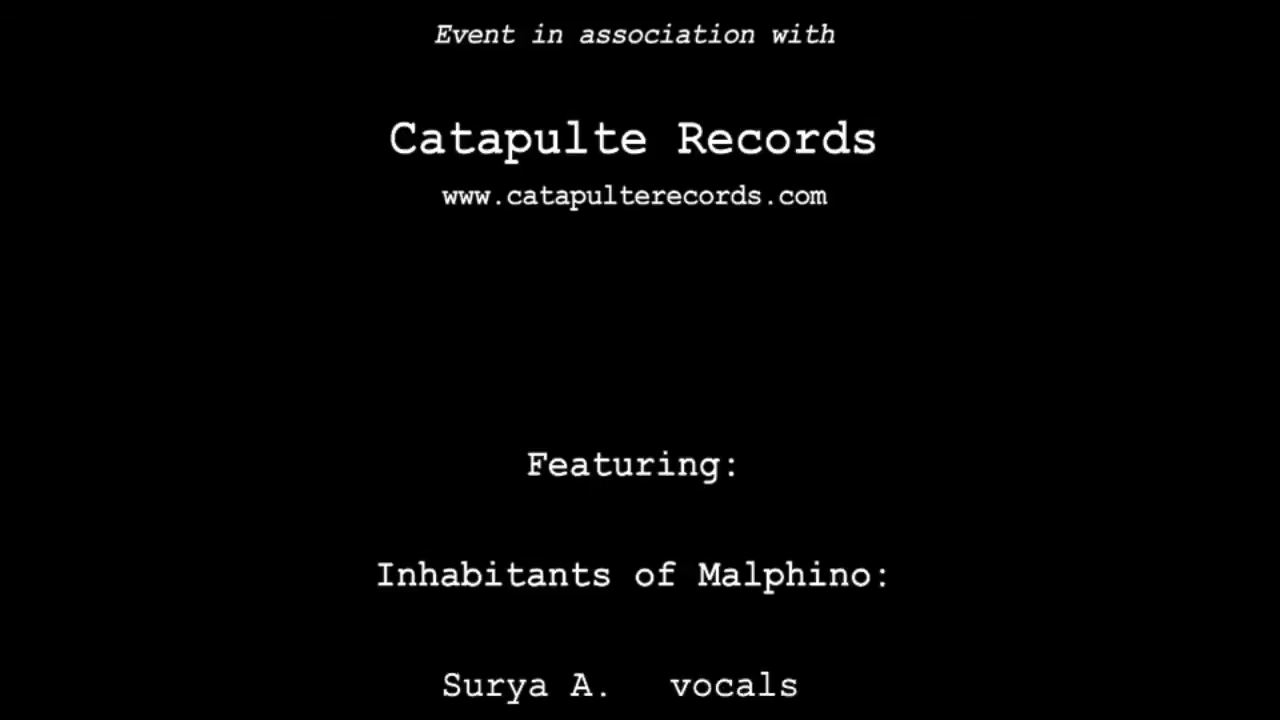 Event in association with
Catapulte Records
www.catapulterecords.com
Featuring:
Inhabitants of Malphino:
Surya A. vocals